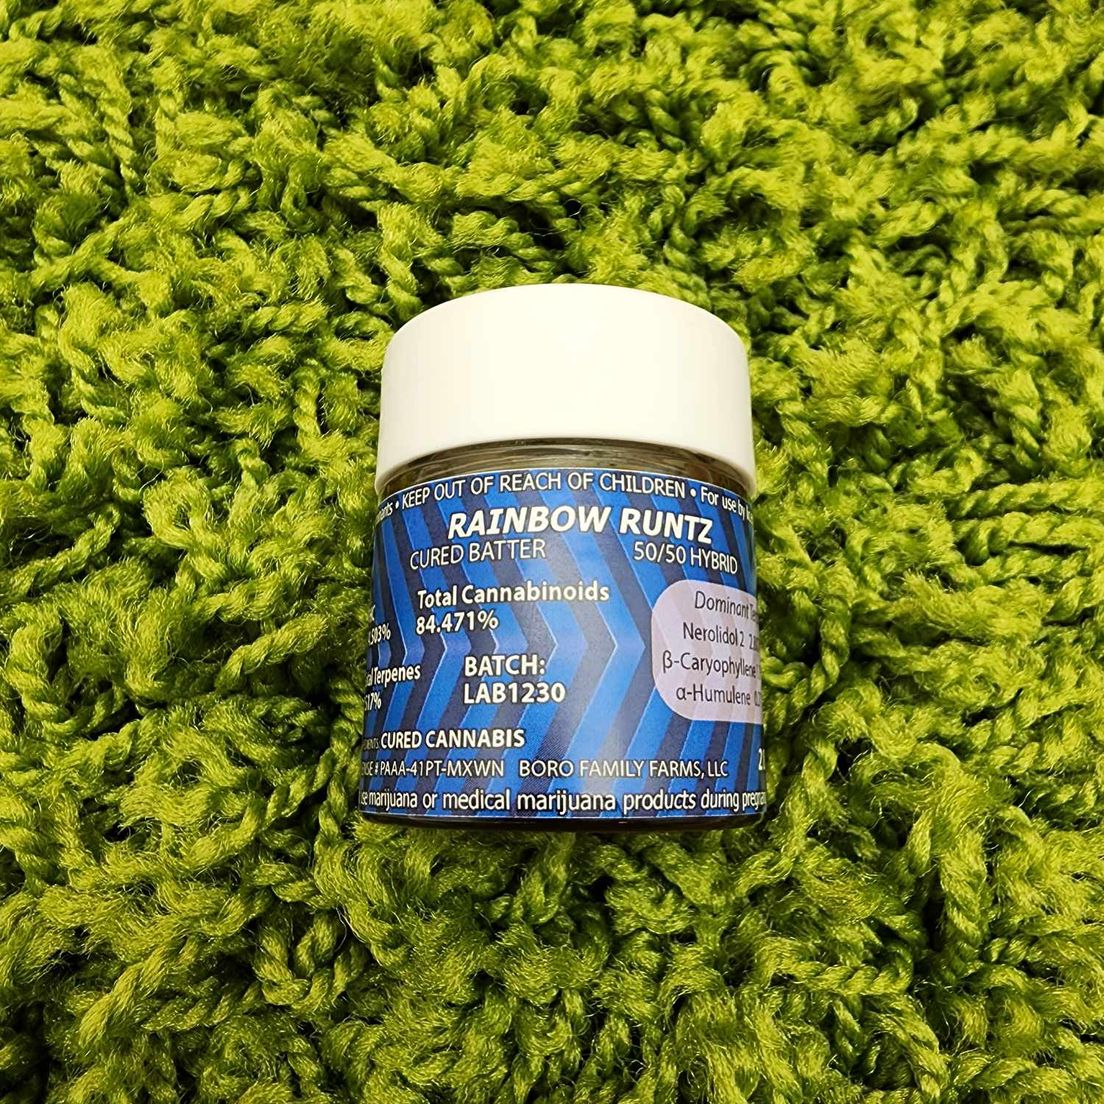 • KEEP OUT OF REACH OF CHILDREN • For use by
RAINBOW RUNTZ
CURED BATTER 50/50 HYBRID
Total Cannabinoids
84.471%
Dominant
Nerolidol 2
β-Caryophyllene
α-Humulene
Terpenes
BATCH:
LAB1230
CURED CANNABIS
# PAAA-41PT-MXWN BORO FAMILY FARMS, LLC
marijuana or medical marijuana products during